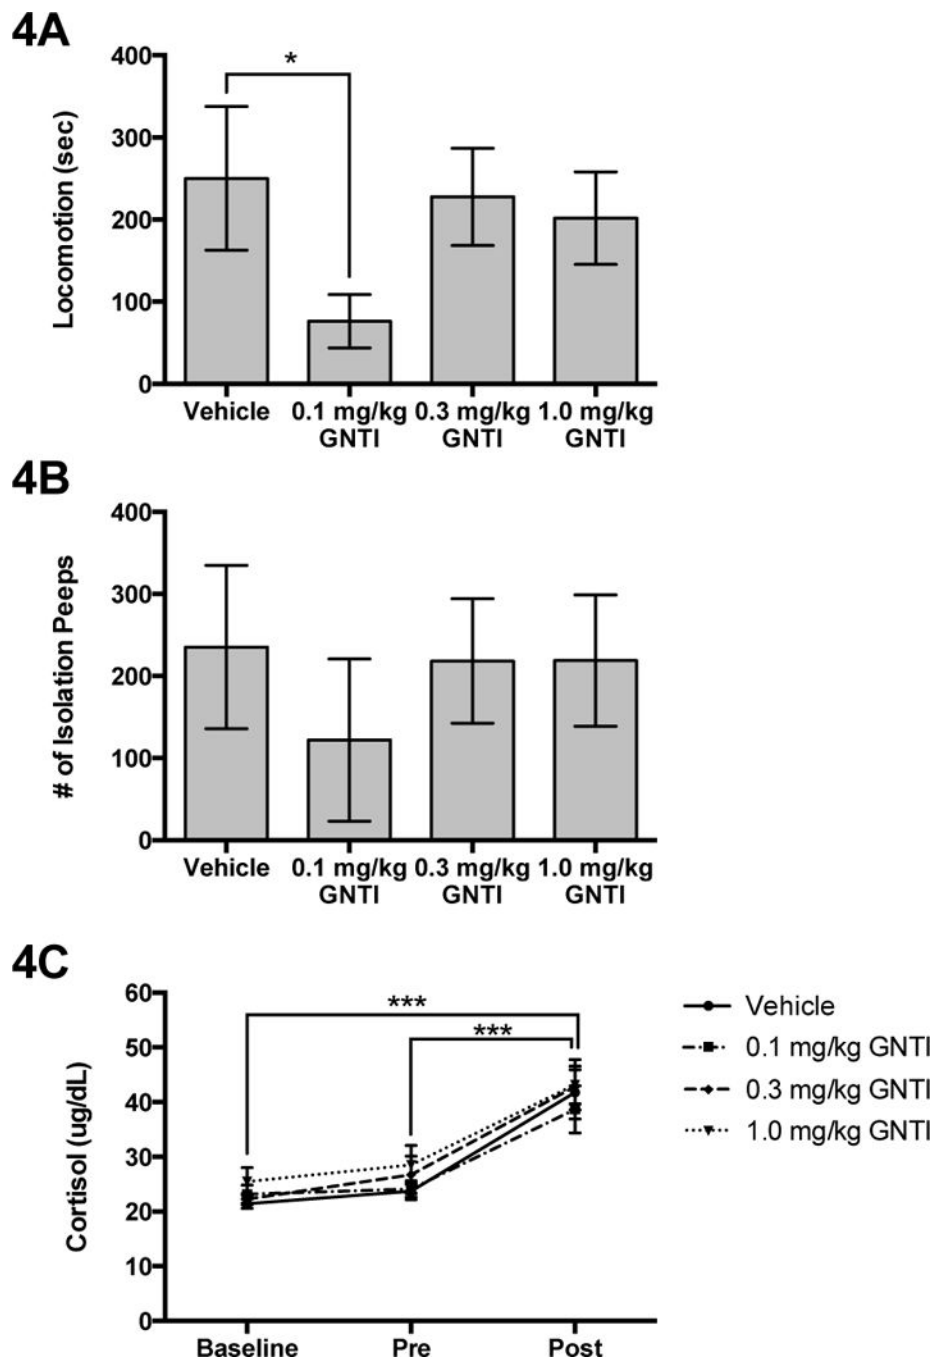 4A
400
*
300
200
100
0
Locomotion (sec)
Vehicle 0.1 mg/kg 0.3 mg/kg 1.0 mg/kg
GNTI GNTI GNTI
4B
400
300
200
100
0
# of Isolation Peeps
Vehicle 0.1 mg/kg 0.3 mg/kg 1.0 mg/kg
GNTI GNTI GNTI
4C
60
***
***
50
40
30
20
10
0
Cortisol (ug/dL)
Baseline Pre Post
Vehicle
0.1 mg/kg GNTI
0.3 mg/kg GNTI
1.0 mg/kg GNTI